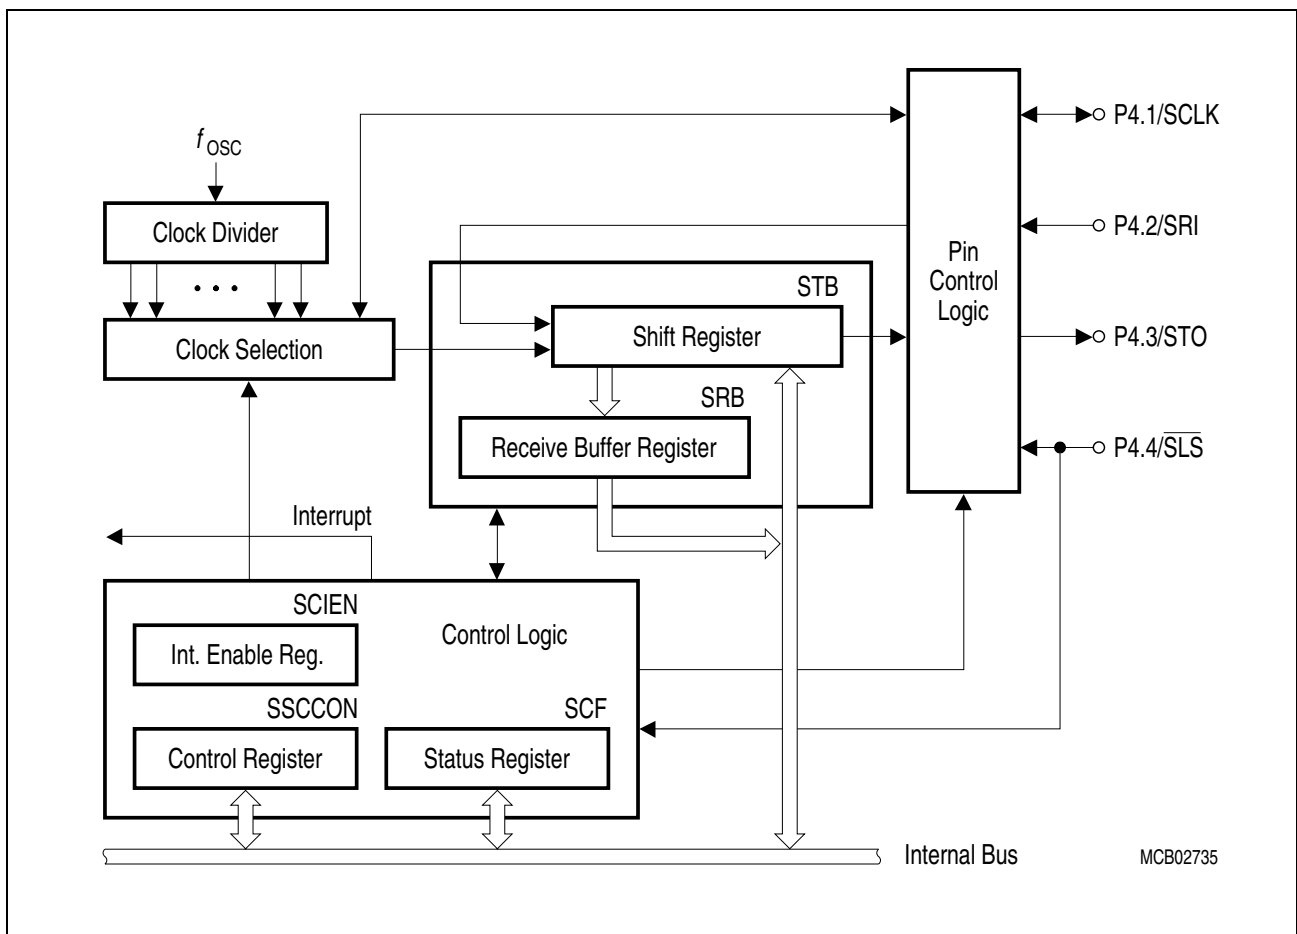 P4.1/SCLK
f OSC
Clock Divider
P4.2/SRI
Pin
Control
Logic
• • •
STB
Shift Register
Clock Selection
P4.3/STO
SRB
Receive Buffer Register
P4.4/S̅L̅S̅
Interrupt
SCIEN
Int. Enable Reg.
Control Logic
SSCCON
SCF
Control Register
Status Register
Internal Bus
MCB02735